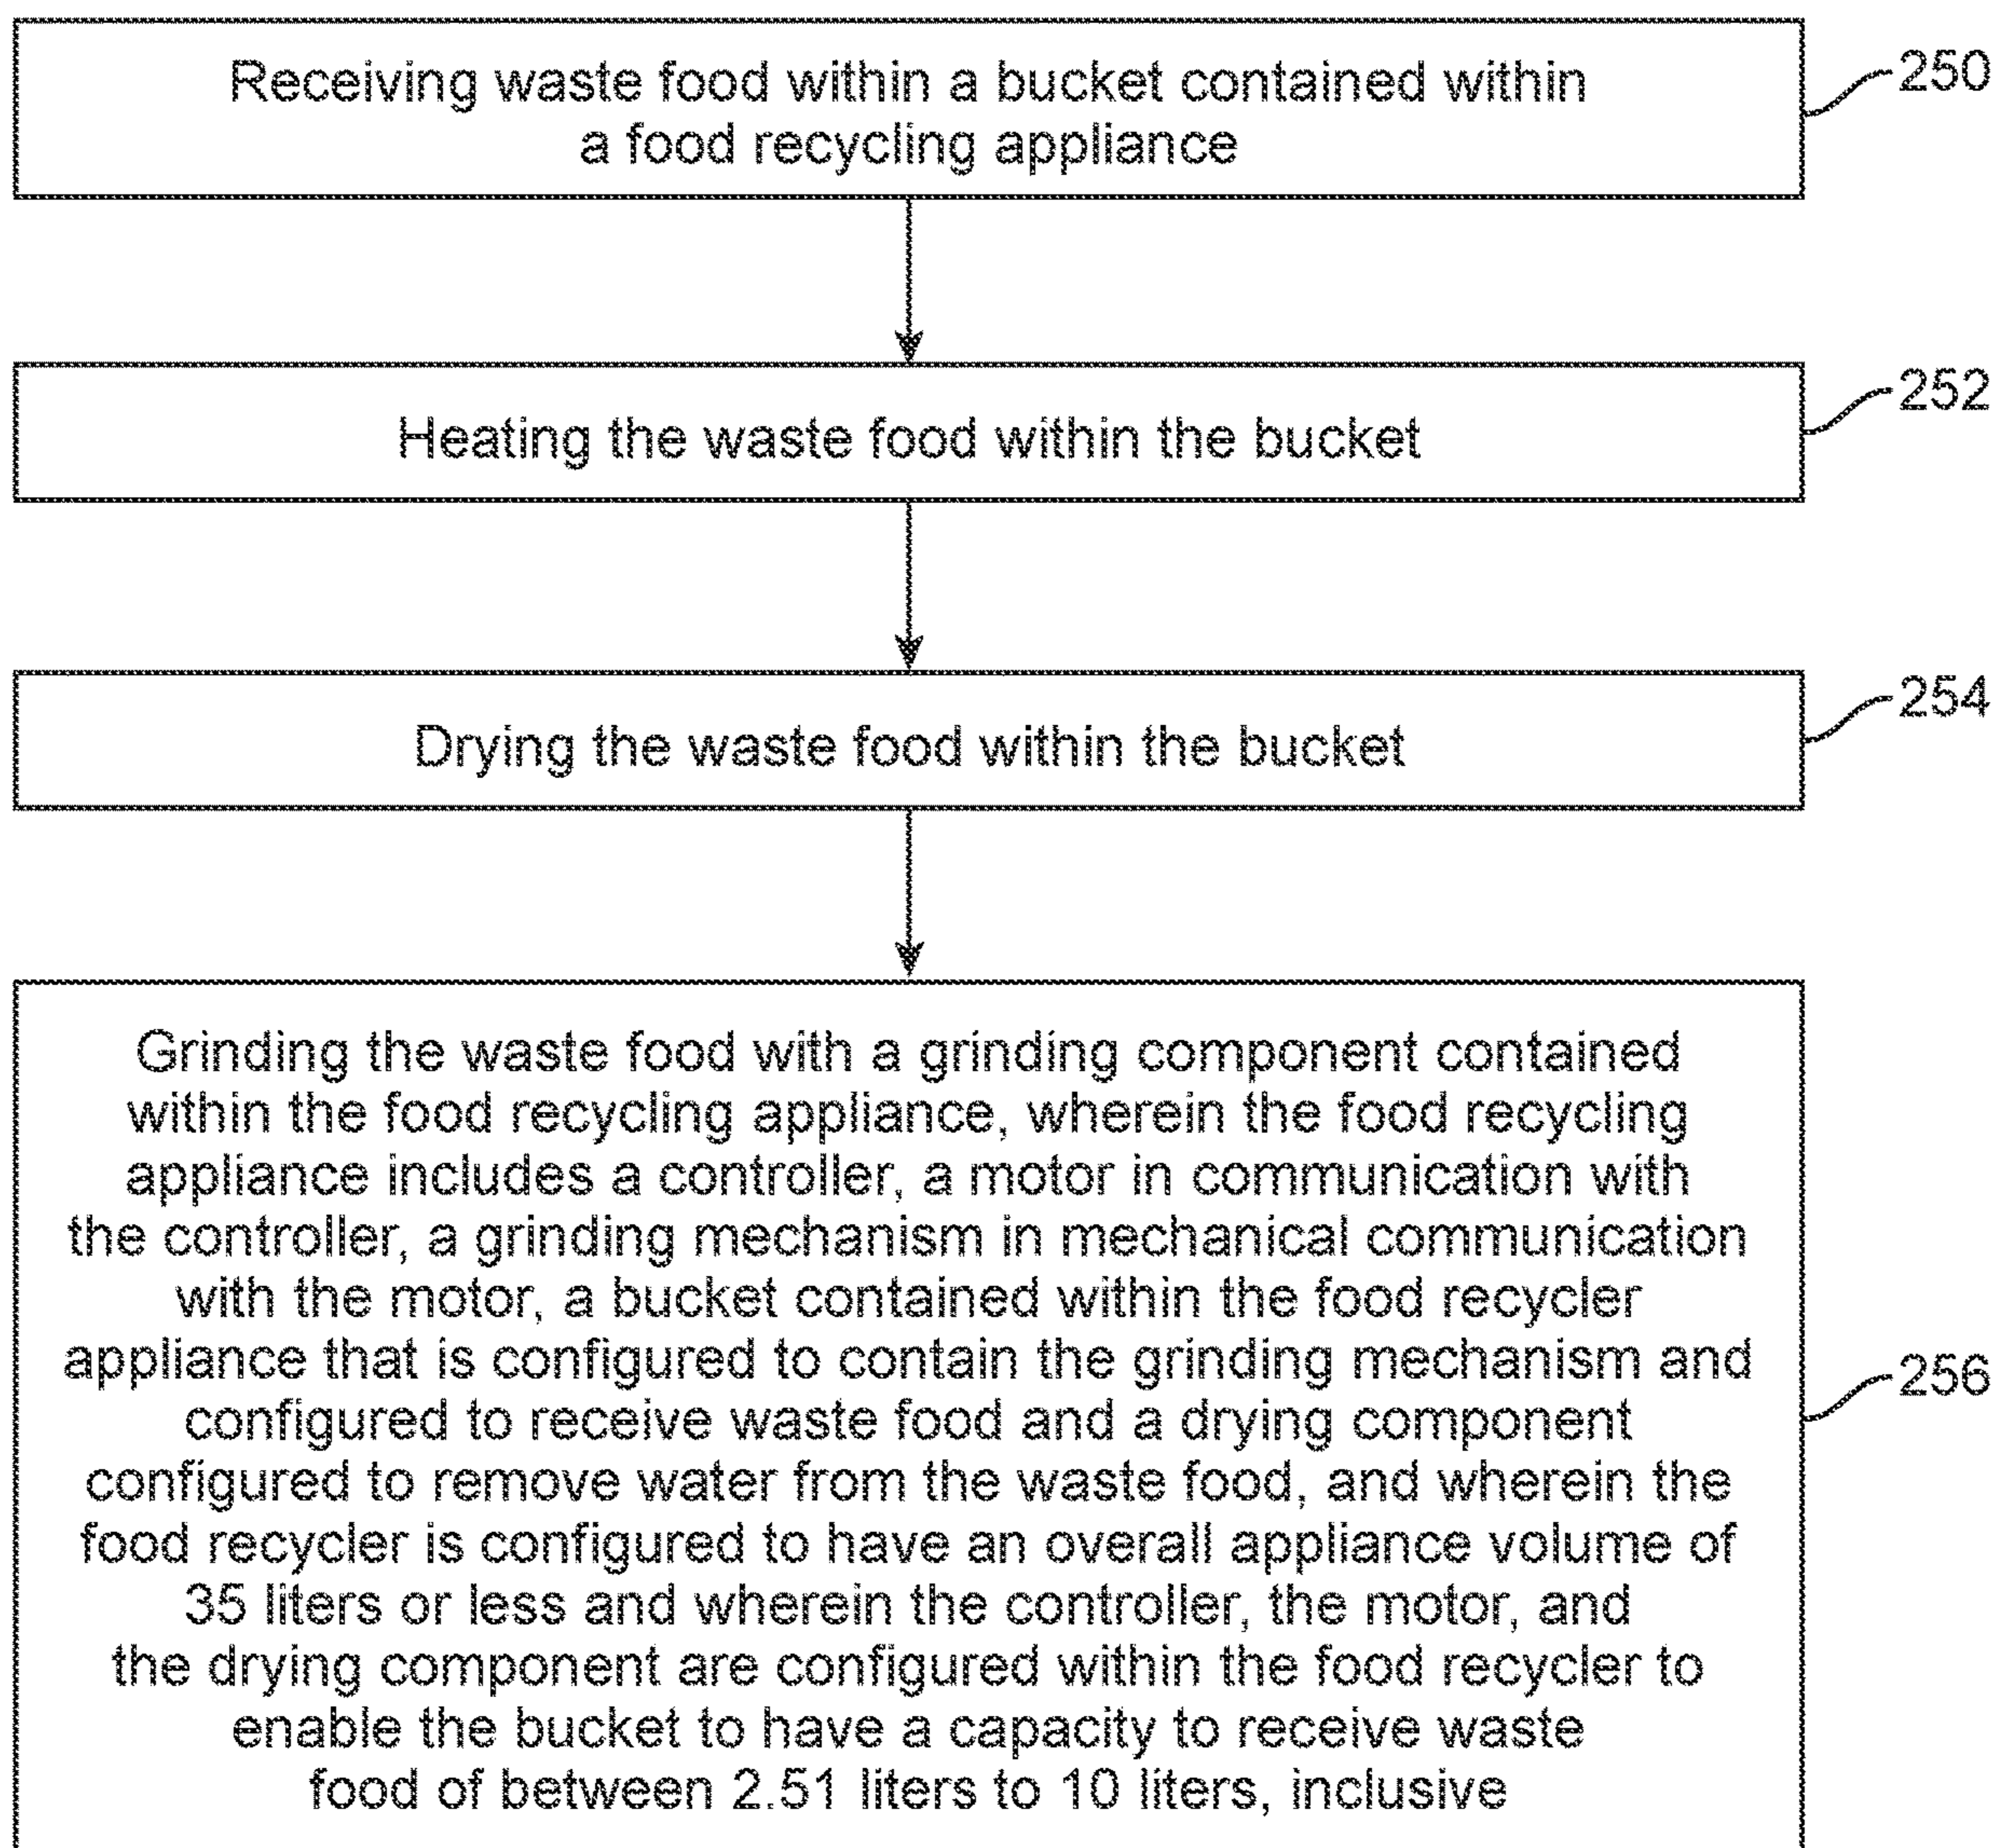 Receiving waste food within a bucket contained within
a food recycling appliance
250
Heating the waste food within the bucket
252
Drying the waste food within the bucket
254
Grinding the waste food with a grinding component contained
within the food recycling appliance, wherein the food recycling
appliance includes a controller, a motor in communication with
the controller, a grinding mechanism in mechanical communication
with the motor, a bucket contained within the food recycler
appliance that is configured to contain the grinding mechanism and
configured to receive waste food and a drying component
configured to remove water from the waste food, and wherein the
food recycler is configured to have an overall appliance volume of
35 liters or less and wherein the controller, the motor, and
the drying component are configured within the food recycler to
enable the bucket to have a capacity to receive waste
food of between 2.51 liters to 10 liters, inclusive
256